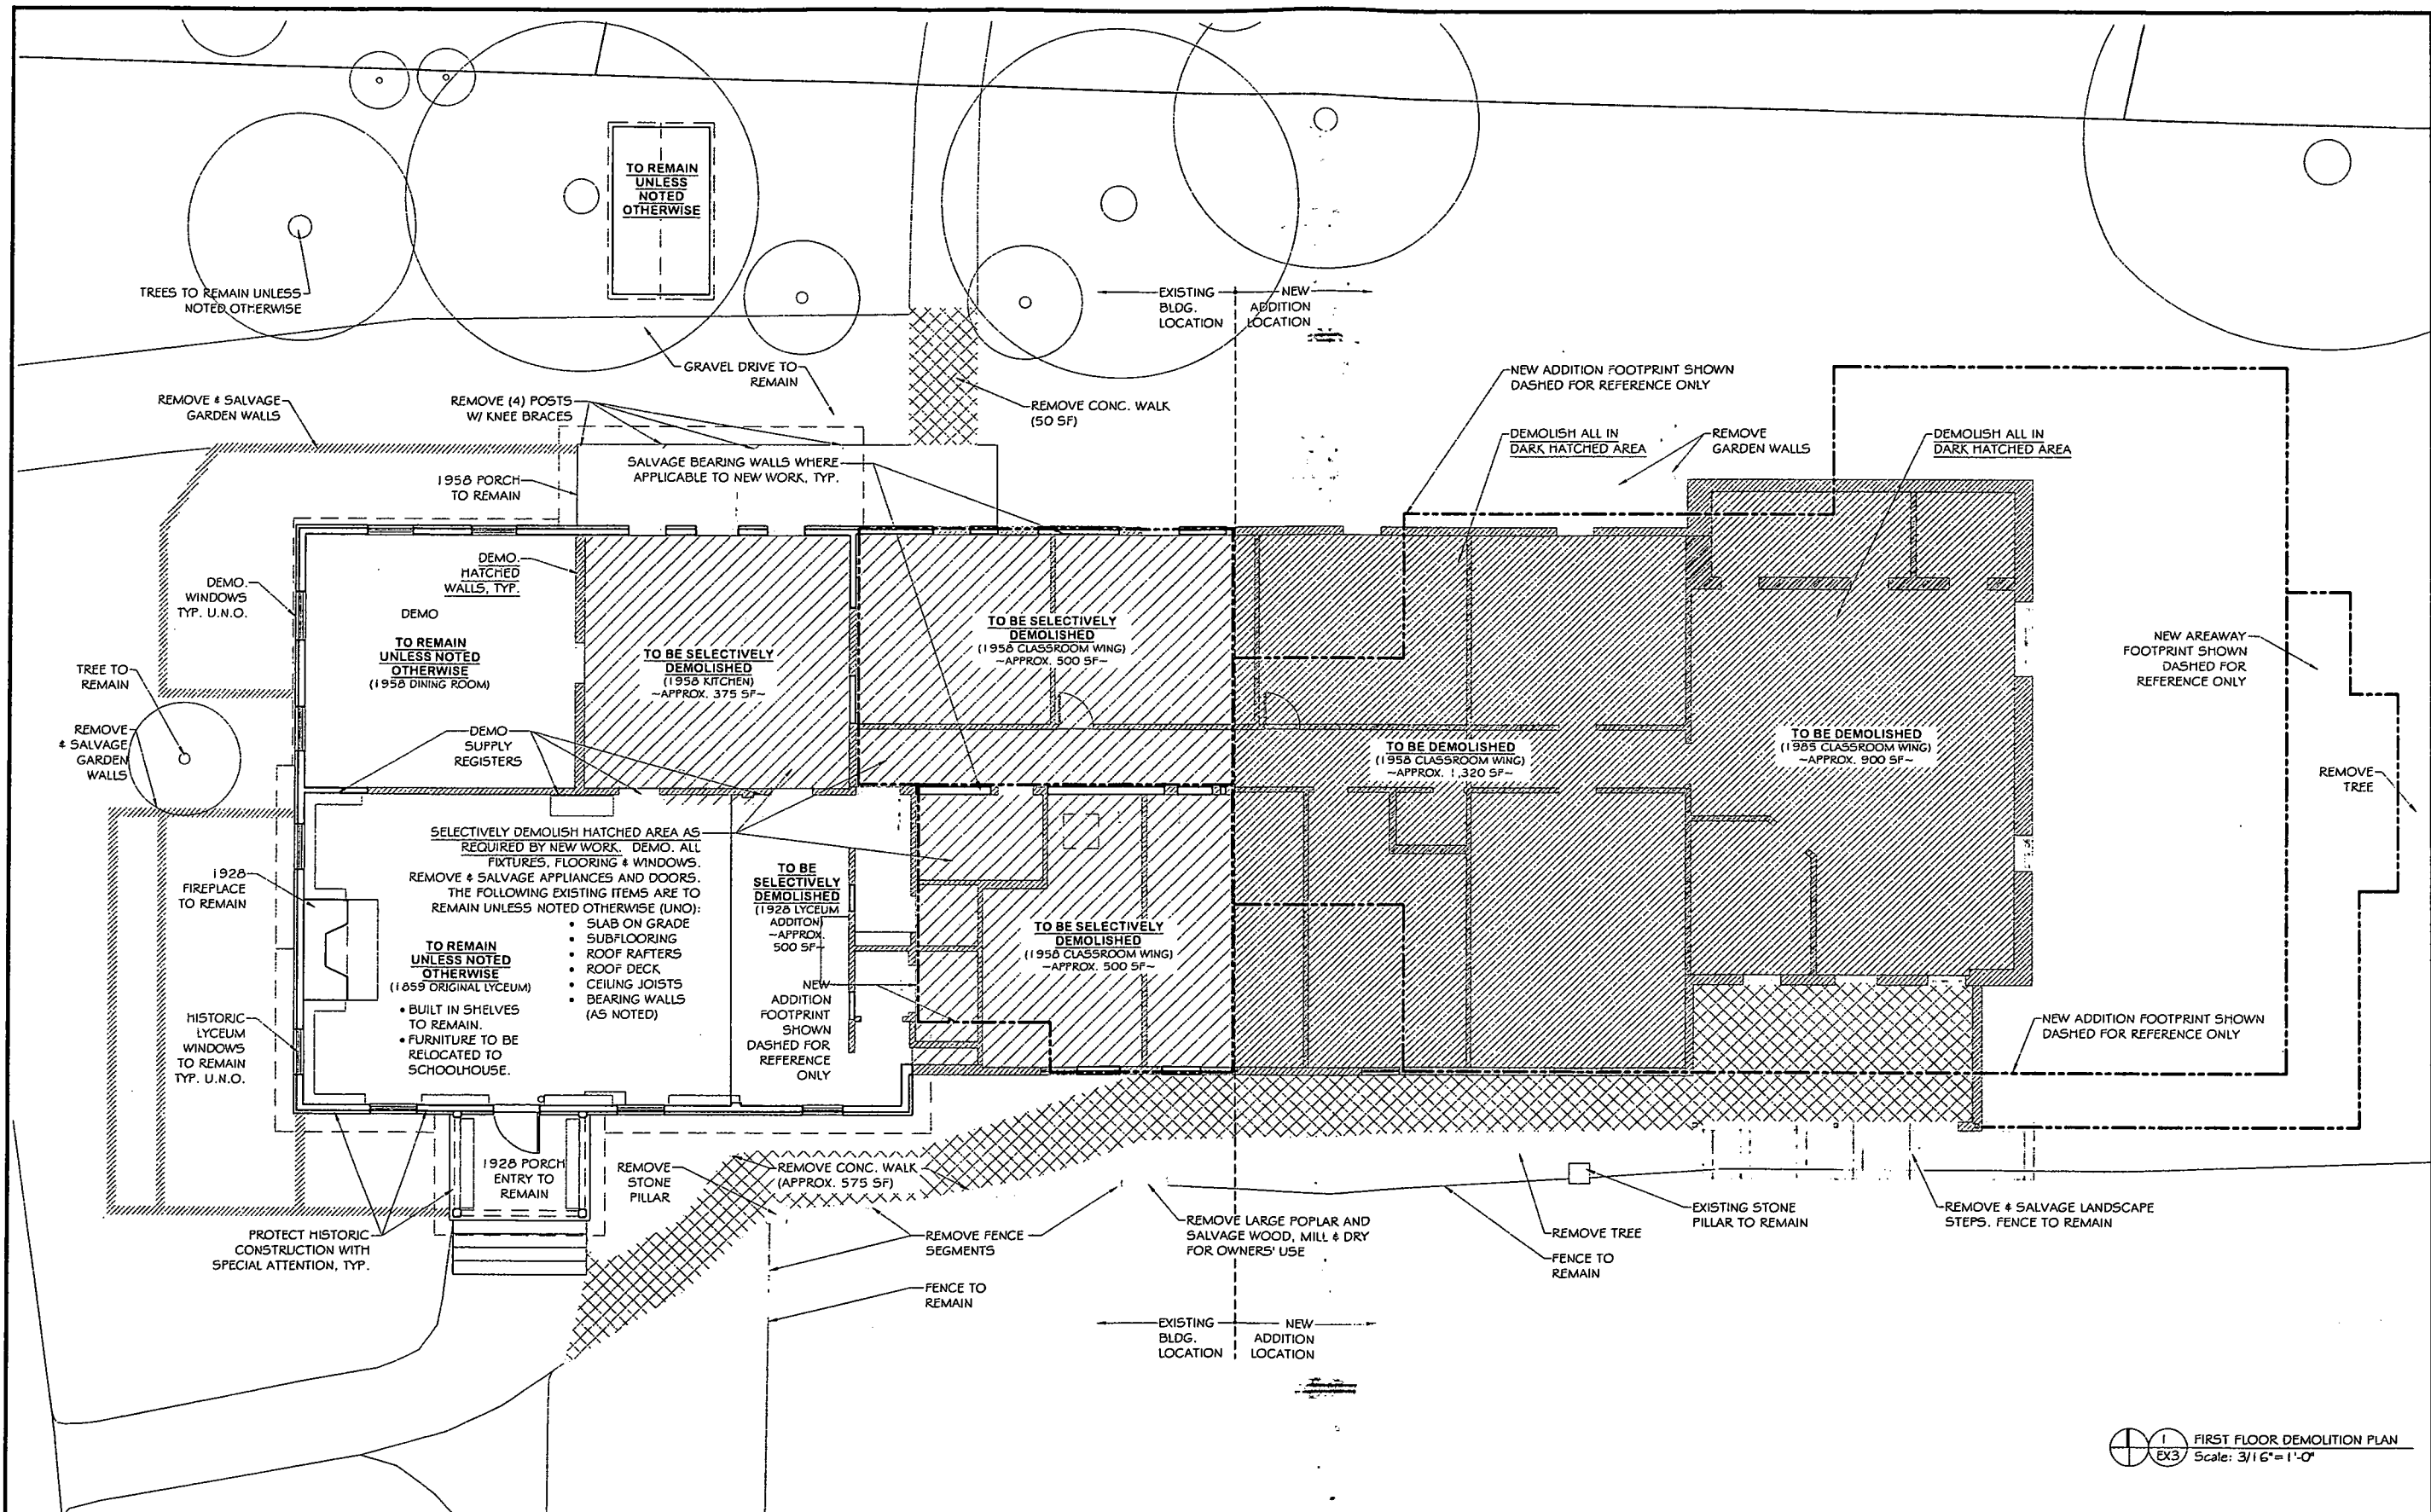 TO REMAIN
UNLESS
NOTED
OTHERWISE
TREES TO REMAIN UNLESS
NOTED OTHERWISE
EXISTING
BLDG.
LOCATION
NEW
ADDITION
LOCATION
GRAVEL DRIVE TO
REMAIN
NEW ADDITION FOOTPRINT SHOWN
DASHED FOR REFERENCE ONLY
REMOVE & SALVAGE
GARDEN WALLS
REMOVE (4) POSTS
W/ KNEE BRACES
REMOVE CONC. WALK
(50 SF)
DEMOLISH ALL IN
DARK HATCHED AREA
REMOVE
GARDEN WALLS
DEMOLISH ALL IN
DARK HATCHED AREA
SALVAGE BEARING WALLS WHERE
APPLICABLE TO NEW WORK, TYP.
1958 PORCH
TO REMAIN
DEMO.
HATCHED
WALLS, TYP.
DEMO.
WINDOWS
TYP. U.N.O.
DEMO
TO REMAIN
UNLESS NOTED
OTHERWISE
(1958 DINING ROOM)
TO BE SELECTIVELY
DEMOLISHED
(1958 KITCHEN)
~APPROX. 375 SF~
TO BE SELECTIVELY
DEMOLISHED
(1958 CLASSROOM WING)
~APPROX. 500 SF~
NEW AREAWAY
FOOTPRINT SHOWN
DASHED FOR
REFERENCE ONLY
TREE TO
REMAIN
REMOVE
& SALVAGE
GARDEN
WALLS
DEMO
SUPPLY
REGISTERS
TO BE DEMOLISHED
(1958 CLASSROOM WING)
~APPROX. 1,320 SF~
TO BE DEMOLISHED
(1985 CLASSROOM WING)
~APPROX. 900 SF~
REMOVE
TREE
SELECTIVELY DEMOLISH HATCHED AREA AS
REQUIRED BY NEW WORK. DEMO. ALL
FIXTURES, FLOORING & WINDOWS.
REMOVE & SALVAGE APPLIANCES AND DOORS.
THE FOLLOWING EXISTING ITEMS ARE TO
REMAIN UNLESS NOTED OTHERWISE (UNO):
• SLAB ON GRADE
• SUBFLOORING
• ROOF RAFTERS
• ROOF DECK
• CEILING JOISTS
• BEARING WALLS
(AS NOTED)
1928
FIREPLACE
TO REMAIN
TO REMAIN
UNLESS NOTED
OTHERWISE
(1859 ORIGINAL LYCEUM)
• BUILT IN SHELVES
TO REMAIN.
• FURNITURE TO BE
RELOCATED TO
SCHOOLHOUSE.
TO BE
SELECTIVELY
DEMOLISHED
(1928 LYCEUM
ADDITON)
~APPROX.
500 SF~
TO BE SELECTIVELY
DEMOLISHED
(1958 CLASSROOM WING)
~APPROX. 500 SF~
NEW
ADDITION
FOOTPRINT
SHOWN
DASHED FOR
REFERENCE
ONLY
HISTORIC
LYCEUM
WINDOWS
TO REMAIN
TYP. U.N.O.
NEW ADDITION FOOTPRINT SHOWN
DASHED FOR REFERENCE ONLY
1928 PORCH
ENTRY TO
REMAIN
REMOVE
STONE
PILLAR
REMOVE CONC. WALK
(APPROX. 575 SF)
PROTECT HISTORIC
CONSTRUCTION WITH
SPECIAL ATTENTION, TYP.
REMOVE FENCE
SEGMENTS
REMOVE LARGE POPLAR AND
SALVAGE WOOD, MILL & DRY
FOR OWNERS' USE
REMOVE TREE
FENCE TO
REMAIN
EXISTING STONE
PILLAR TO REMAIN
REMOVE & SALVAGE LANDSCAPE
STEPS. FENCE TO REMAIN
FENCE TO
REMAIN
EXISTING
BLDG.
LOCATION
NEW
ADDITION
LOCATION
1
EX3
FIRST FLOOR DEMOLITION PLAN
Scale: 3/16"=1'-0"